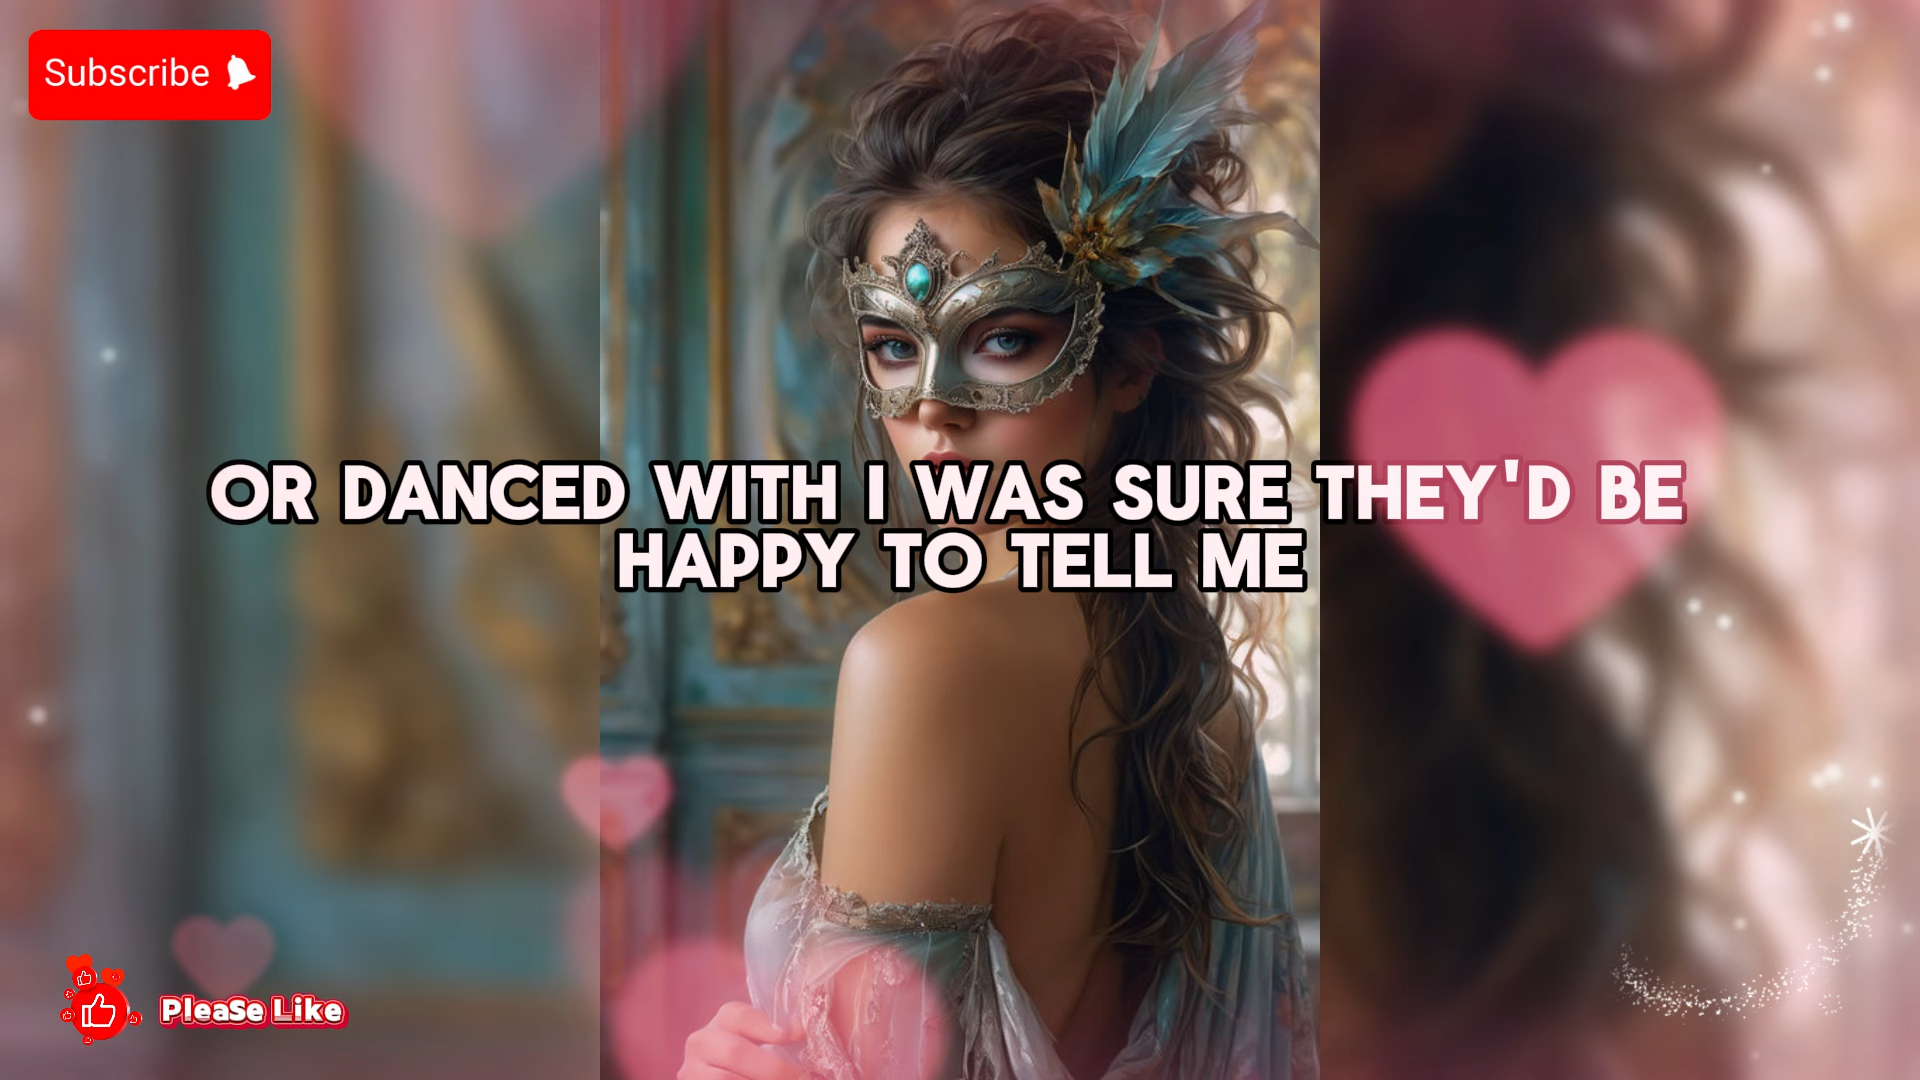 Subscribe
OR DANCED WITH I WAS SURE THEY'D BE
HAPPY TO TELL ME
PleaSe Like